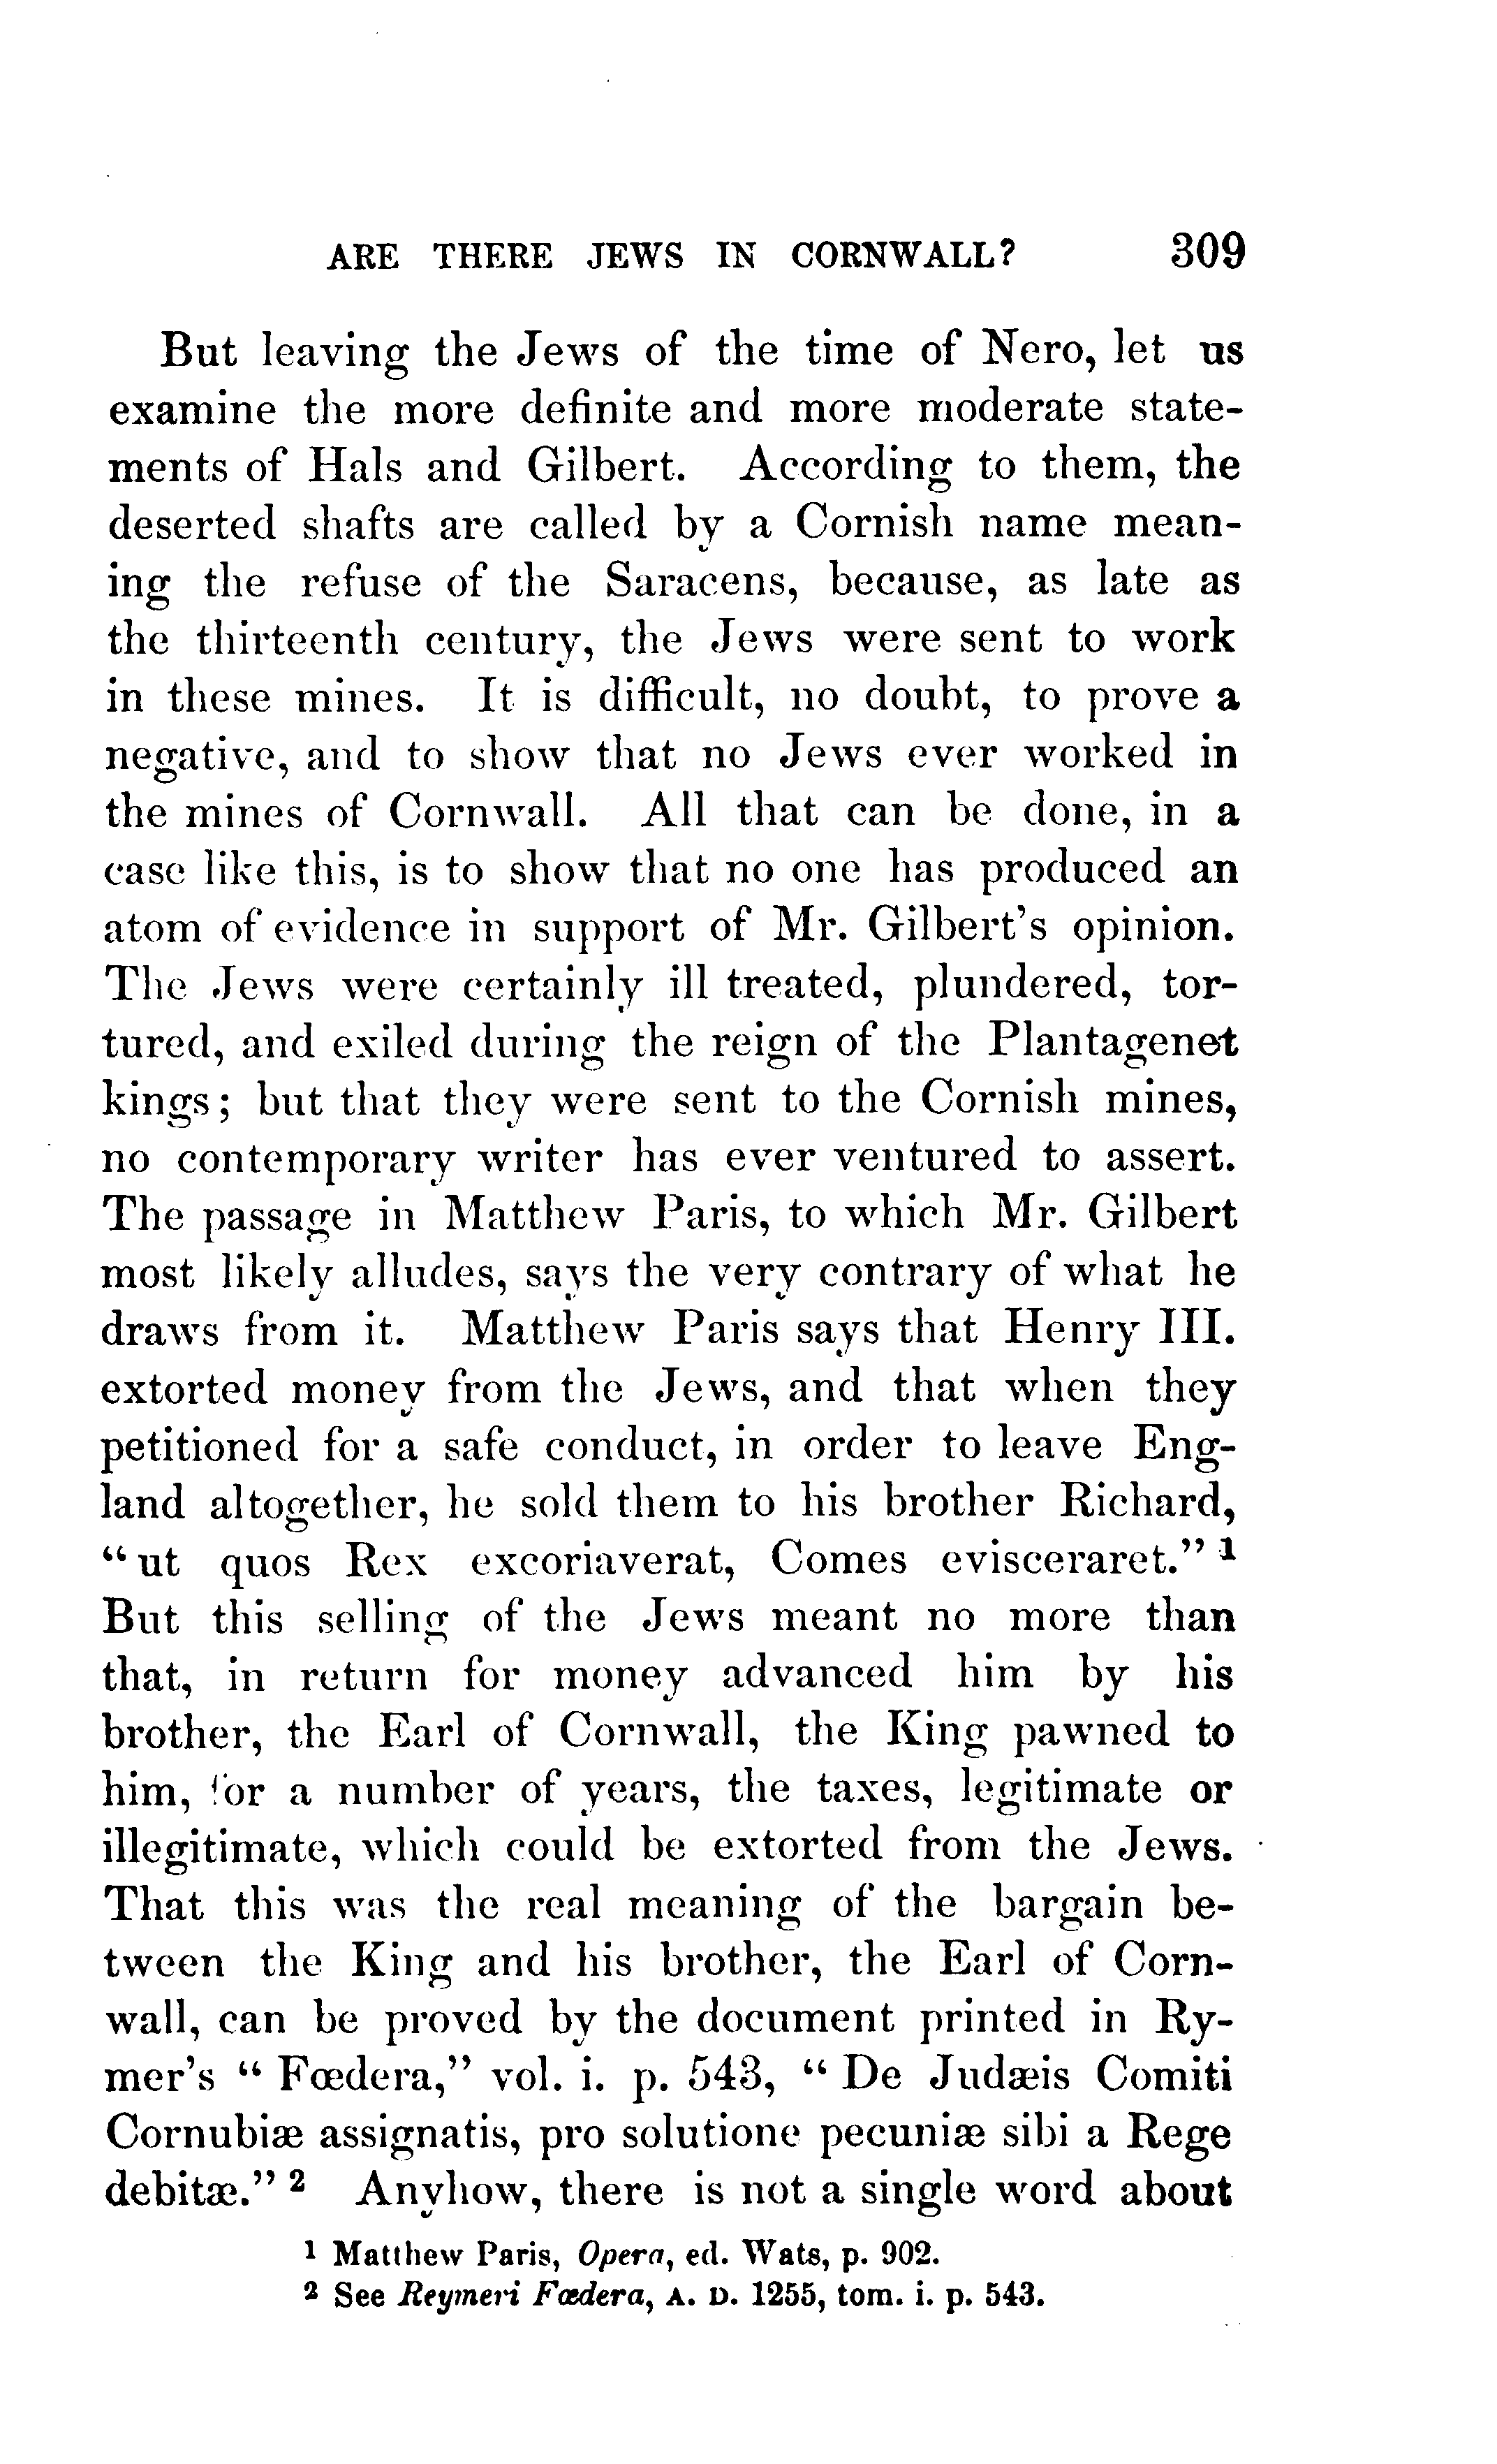 ARE THERE JEWS IN CORNWALL? 309
But leaving the Jews of the time of Nero, let us
examine the more definite and more moderate state-
ments of Hals and Gilbert. According to them, the
deserted shafts are called by a Cornish name mean-
ing the refuse of the Saracens, because, as late as
the thirteenth century, the Jews were sent to work
in these mines. It is difficult, no doubt, to prove a
negative, and to show that no Jews ever worked in
the mines of Cornwall. All that can be done, in a
case like this, is to show that no one has produced an
atom of evidence in support of Mr. Gilbert's opinion.
The Jews were certainly ill treated, plundered, tor-
tured, and exiled during the reign of the Plantagenet
kings; but that they were sent to the Cornish mines,
no contemporary writer has ever ventured to assert.
The passage in Matthew Paris, to which Mr. Gilbert
most likely alludes, says the very contrary of what he
draws from it. Matthew Paris says that Henry III.
extorted money from the Jews, and that when they
petitioned for a safe conduct, in order to leave Eng-
land altogether, he sold them to his brother Richard,
“ut quos Rex excoriaverat, Comes evisceraret.” 1
But this selling of the Jews meant no more than
that, in return for money advanced him by his
brother, the Earl of Cornwall, the King pawned to
him, for a number of years, the taxes, legitimate or
illegitimate, which could be extorted from the Jews.
That this was the real meaning of the bargain be-
tween the King and his brother, the Earl of Corn-
wall, can be proved by the document printed in Ry-
mer's “Fœdera,” vol. i. p. 543, “De Judæis Comiti
Cornubiæ assignatis, pro solutione pecuniæ sibi a Rege
debitæ.” 2 Anyhow, there is not a single word about
1 Matthew Paris, Opera, ed. Wats, p. 902.
2 See Reymeri Fœdera, A. D. 1255, tom. i. p. 543.